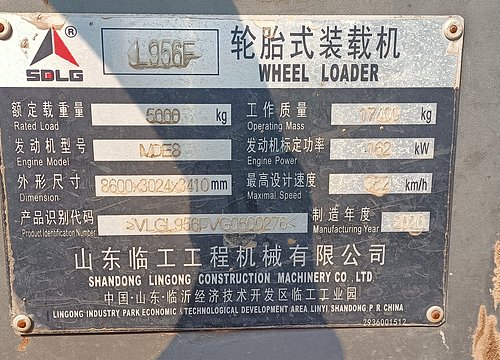 SDLG ® L956F 轮胎式装载机
WHEEL LOADER
额定载重量 kg 工作质量 kg
Rated Load Operating Mass
发动机型号 发动机标定功率 162 kW
Engine Model Engine Power
外形尺寸 8600x3024x3410 mm 最高设计速度 km/h
Dimension Maximal Speed
产品识别代码 制造年度 2020
Product Identification Number Manufacturing Year
山东临工工程机械有限公司
SHANDONG LINGONG CONSTRUCTION MACHINERY CO. LTD
中国·山东·临沂经济技术开发区临工工业园
LINGONG INDUSTRY PARK ECONOMIC & TECHNOLOGICAL DEVELOPMENT AREA, LINYI SHANDONG, P. R. CHINA
2936001512